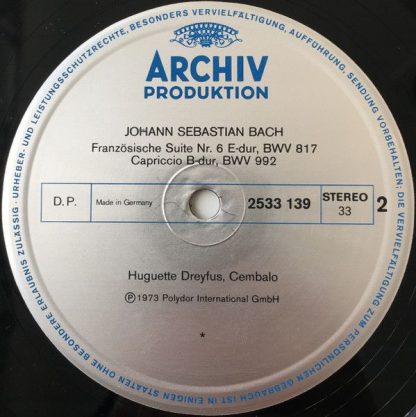 URHEBER- UND LEISTUNGSSCHUTZRECHTE, BESONDERS VERVIELFÄLTIGUNG, AUFFÜHRUNG, SENDUNG VORBEHALTEN; DIE VERVIELFÄLTIGUNG ZUM PERSÖNLICHEN GEBRAUCH IST IN EINIGEN STAATEN OHNE BESONDERE ERLAUBNIS ZULÄSSIG ·
ARCHIV
PRODUKTION
JOHANN SEBASTIAN BACH
Französische Suite Nr. 6 E-dur, BWV 817
Capriccio B-dur, BWV 992
D.P. Made in Germany 2533 139 STEREO 2
33
Huguette Dreyfus, Cembalo
Ⓟ 1973 Polydor International GmbH
*